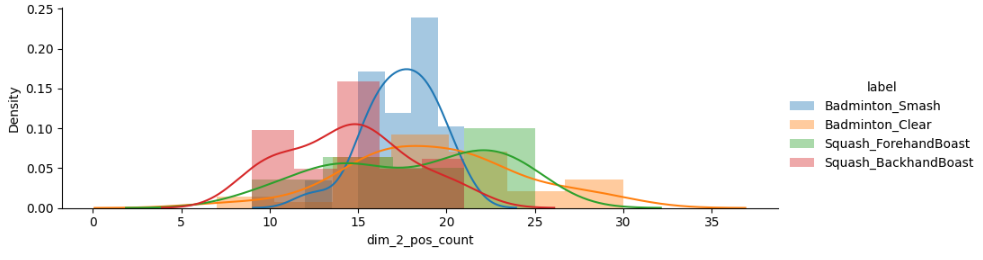 0.25
0.20
0.15
0.10
0.05
0.00
Density
0 5 10 15 20 25 30 35
dim_2_pos_count
label
Badminton_Smash
Badminton_Clear
Squash_ForehandBoast
Squash_BackhandBoast